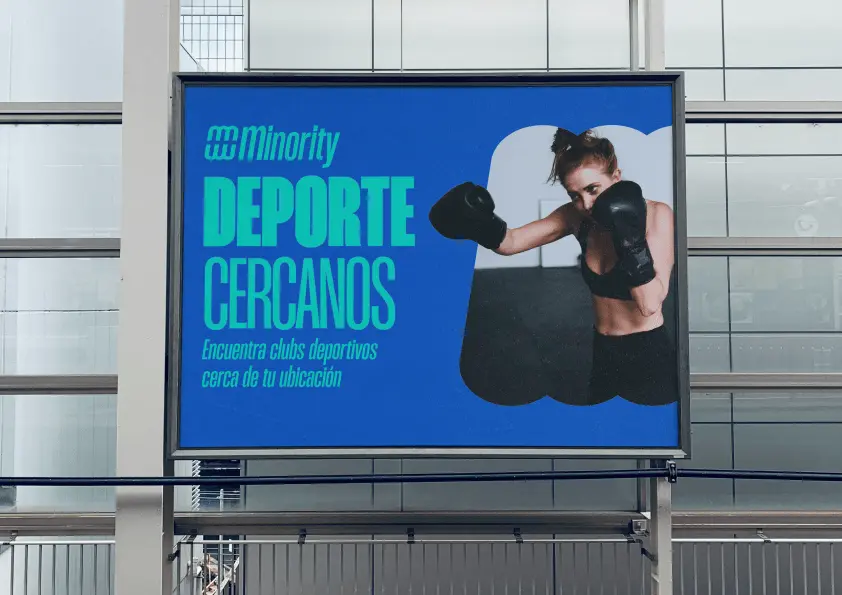 Minority
DEPORTE
CERCANOS
Encuentra clubs deportivos
cerca de tu ubicación